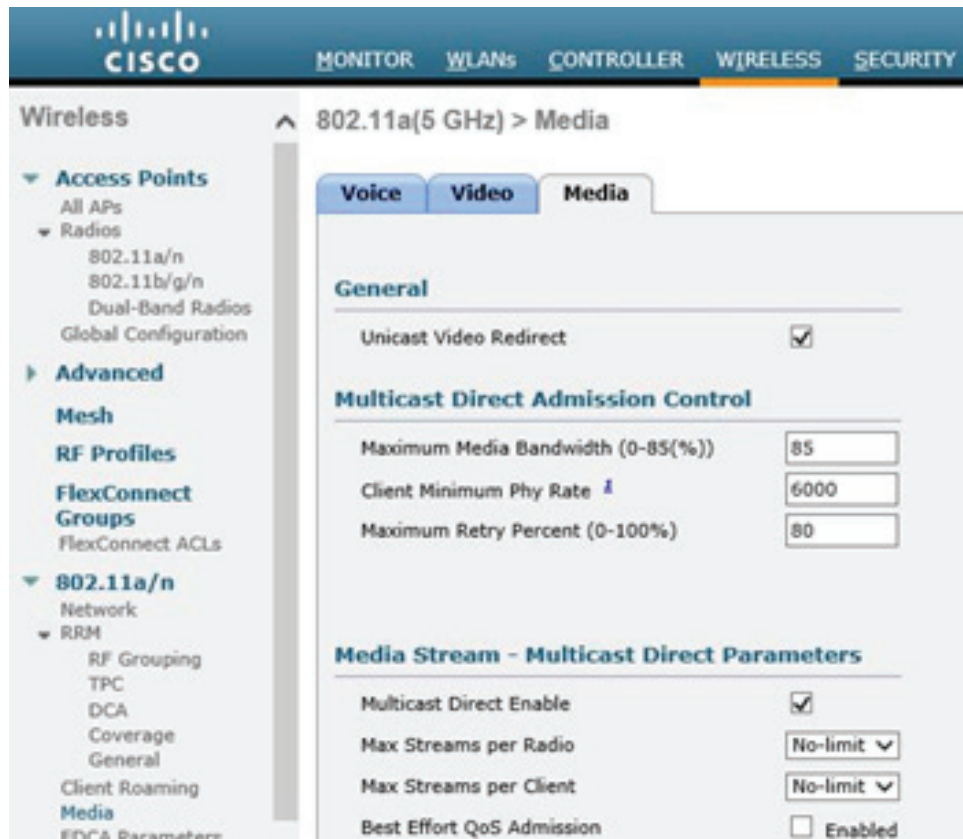 CISCO
MONITOR WLANs CONTROLLER WIRELESS SECURITY
Wireless
Access Points
All APs
Radios
802.11a/n
802.11b/g/n
Dual-Band Radios
Global Configuration
Advanced
Mesh
RF Profiles
FlexConnect
Groups
FlexConnect ACLs
802.11a/n
Network
RRM
RF Grouping
TPC
DCA
Coverage
General
Client Roaming
Media
EDCA Parameters
802.11a(5 GHz) > Media
Voice Video Media
General
Unicast Video Redirect
Multicast Direct Admission Control
Maximum Media Bandwidth (0-85(%)) 85
Client Minimum Phy Rate 1 6000
Maximum Retry Percent (0-100%) 80
Media Stream - Multicast Direct Parameters
Multicast Direct Enable
Max Streams per Radio No-limit
Max Streams per Client No-limit
Best Effort QoS Admission Enabled